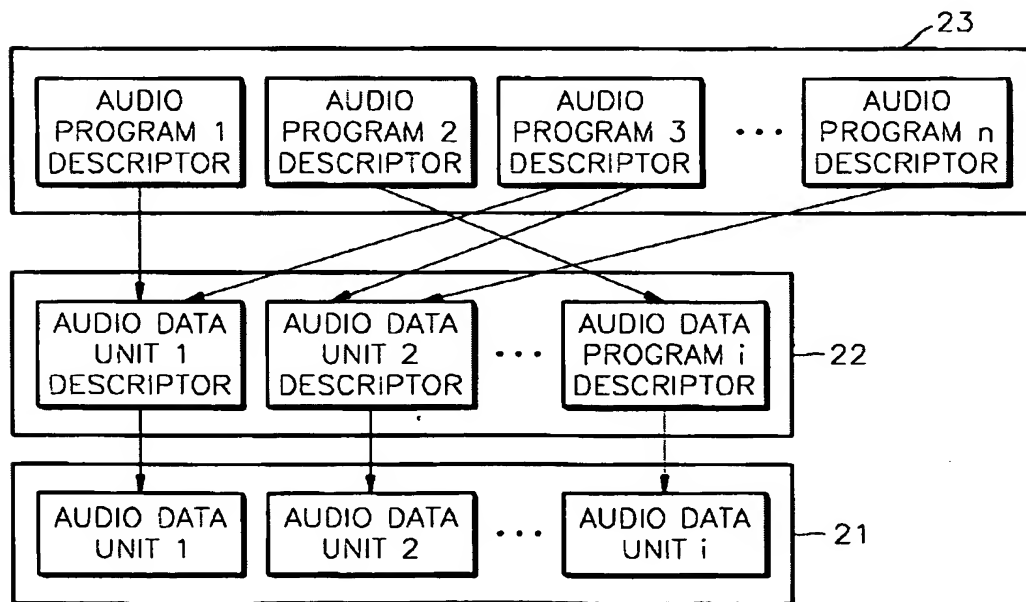 23
AUDIO
PROGRAM 1
DESCRIPTOR
AUDIO
PROGRAM 2
DESCRIPTOR
AUDIO
PROGRAM 3
DESCRIPTOR
...
AUDIO
PROGRAM n
DESCRIPTOR
AUDIO DATA
UNIT 1
DESCRIPTOR
AUDIO DATA
UNIT 2
DESCRIPTOR
...
AUDIO DATA
PROGRAM i
DESCRIPTOR
22
AUDIO DATA
UNIT 1
AUDIO DATA
UNIT 2
...
AUDIO DATA
UNIT i
21